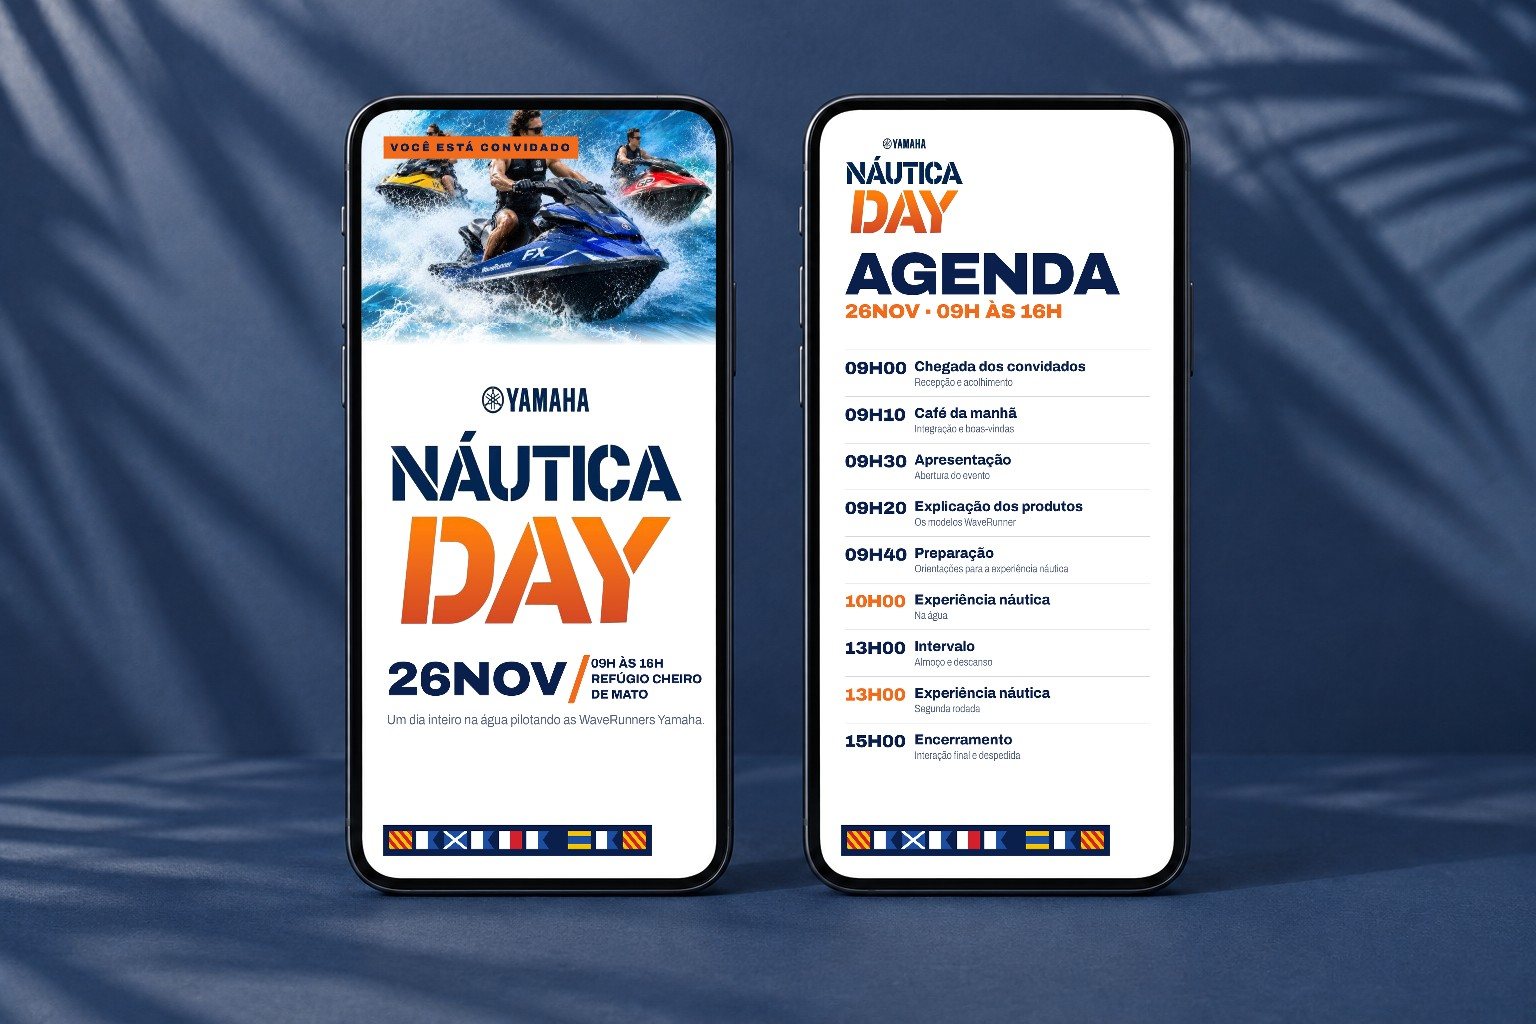 VOCÊ ESTÁ CONVIDADO
FX
WaveRunner
YAMAHA
NÁUTICA
DAY
26NOV
09H ÀS 16H
REFÚGIO CHEIRO
DE MATO
Um dia inteiro na água pilotando as WaveRunners Yamaha.
YAMAHA
NÁUTICA
DAY
AGENDA
26NOV · 09H ÀS 16H
09H00 Chegada dos convidados
Recepção e acolhimento
09H10 Café da manhã
Integração e boas-vindas
09H30 Apresentação
Abertura do evento
09H20 Explicação dos produtos
Os modelos WaveRunner
09H40 Preparação
Orientações para a experiência náutica
10H00 Experiência náutica
Na água
13H00 Intervalo
Almoço e descanso
13H00 Experiência náutica
Segunda rodada
15H00 Encerramento
Interação final e despedida